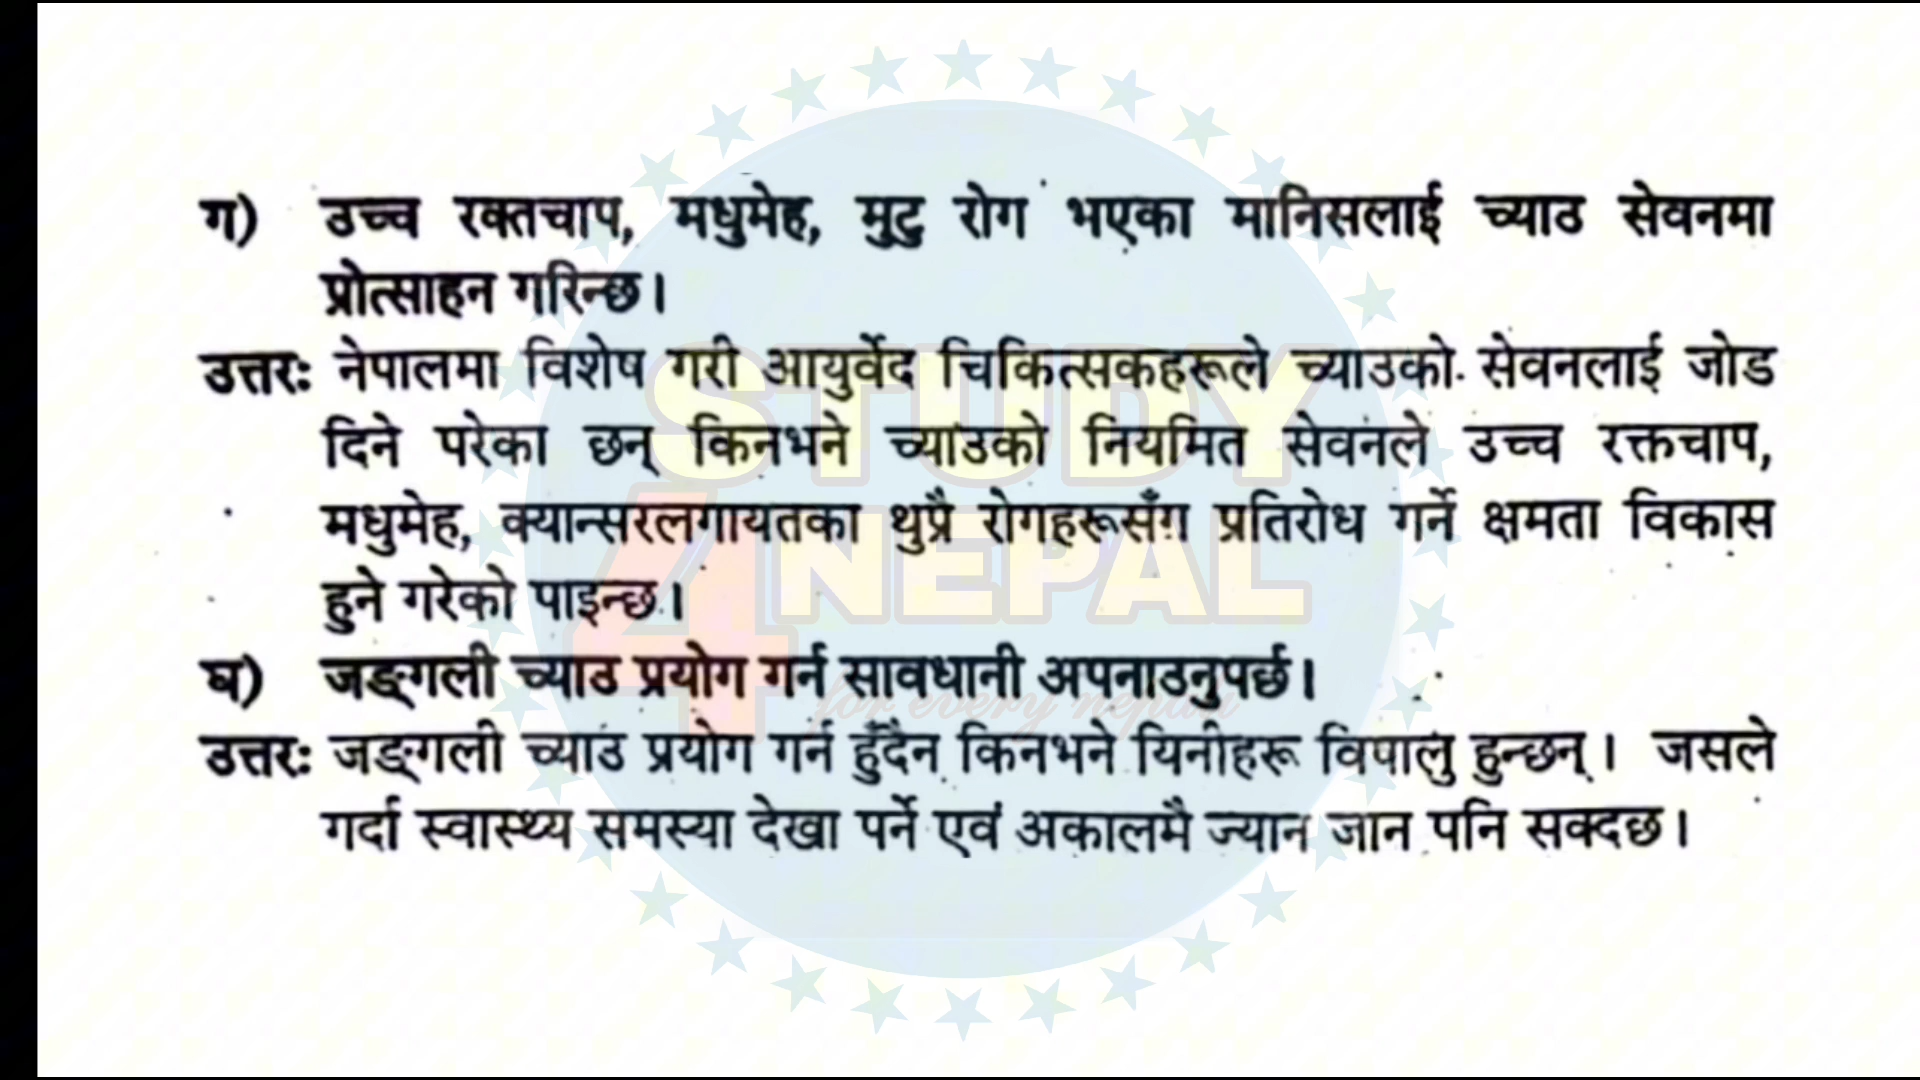 ग) उच्च रक्तचाप, मधुमेह, मुटु रोग भएका मानिसलाई च्याउ सेवनमा
प्रोत्साहन गरिन्छ।
उत्तरः नेपालमा विशेष गरी आयुर्वेद चिकित्सकहरूले च्याउको सेवनलाई जोड
दिने परेका छन् किनभने च्याउको नियमित सेवनले उच्च रक्तचाप,
मधुमेह, क्यान्सरलगायतका थुप्रै रोगहरूसँग प्रतिरोध गर्ने क्षमता विकास
हुने गरेको पाइन्छ।
घ) जङ्गली च्याउ प्रयोग गर्न सावधानी अपनाउनुपर्छ।
उत्तरः जङ्गली च्याउ प्रयोग गर्न हुँदैन किनभने यिनीहरू विषालु हुन्छन्। जसले
गर्दा स्वास्थ्य समस्या देखा पर्ने एवं अकालमै ज्यान जान पनि सक्दछ।
STUDY
4 NEPAL
for every nepali